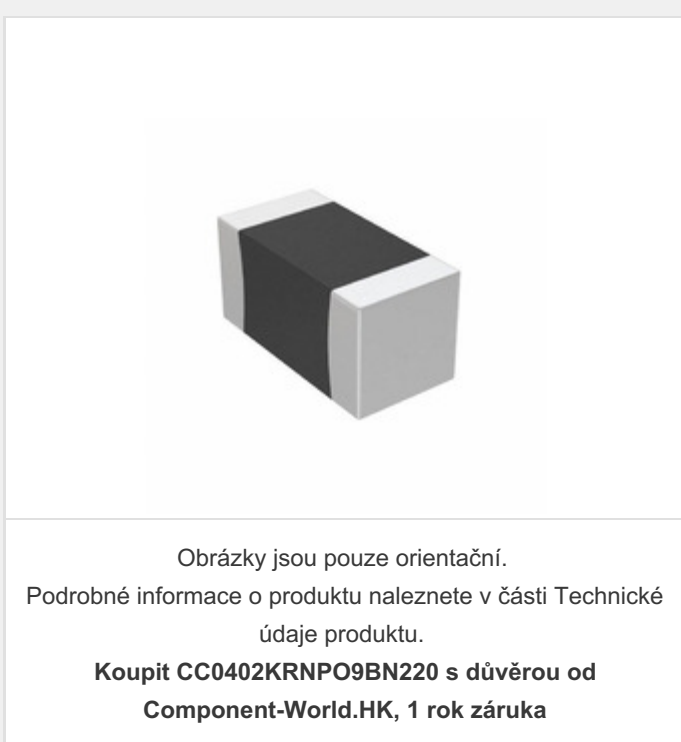 Obrázky jsou pouze orientační.
Podrobné informace o produktu naleznete v části Technické
údaje produktu.
Koupit CC0402KRNPO9BN220 s důvěrou od
Component-World.HK, 1 rok záruka